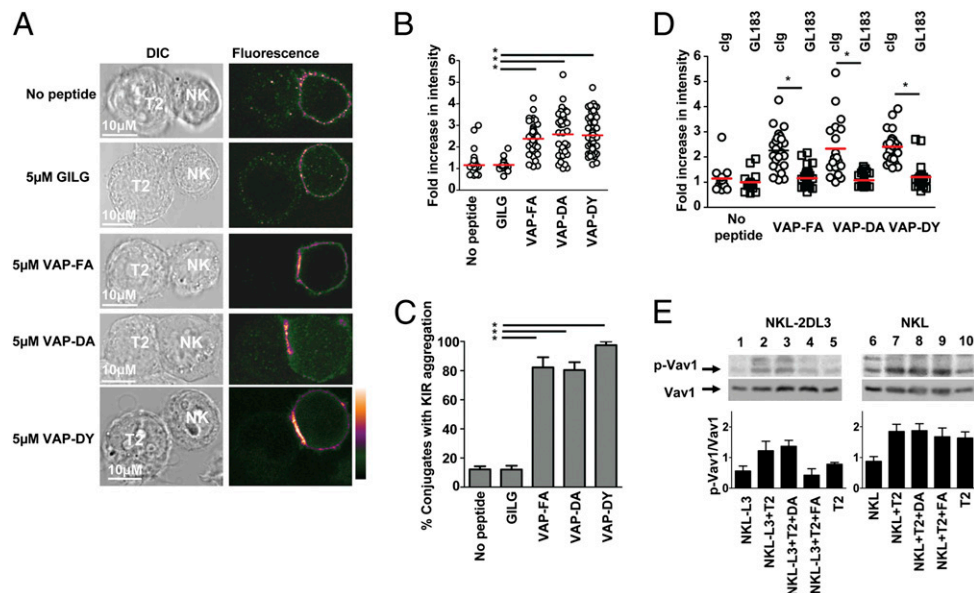 A
DIC
Fluorescence
No peptide
T2
NK
10µM
5µM GILG
T2
NK
10µM
5µM VAP-FA
T2
NK
10µM
5µM VAP-DA
T2
NK
10µM
5µM VAP-DY
T2
NK
10µM
B
***
Fold increase in intensity
6
5
4
3
2
1
0
No peptide
GILG
VAP-FA
VAP-DA
VAP-DY
C
***
% Conjugates with KIR aggregation
100
80
60
40
20
0
No peptide
GILG
VAP-FA
VAP-DA
VAP-DY
D
cIg
GL183
cIg
GL183
cIg
GL183
cIg
GL183
*
*
*
Fold increase in intensity
6
5
4
3
2
1
0
No peptide
VAP-FA
VAP-DA
VAP-DY
E
NKL-2DL3
NKL
1 2 3 4 5
6 7 8 9 10
p-Vav1
Vav1
p-Vav1/Vav1
2
1
0
2
1
0
NKL-L3
NKL-L3+T2
NKL-L3+T2+DA
NKL-L3+T2+FA
T2
NKL
NKL+T2
NKL+T2+DA
NKL+T2+FA
T2